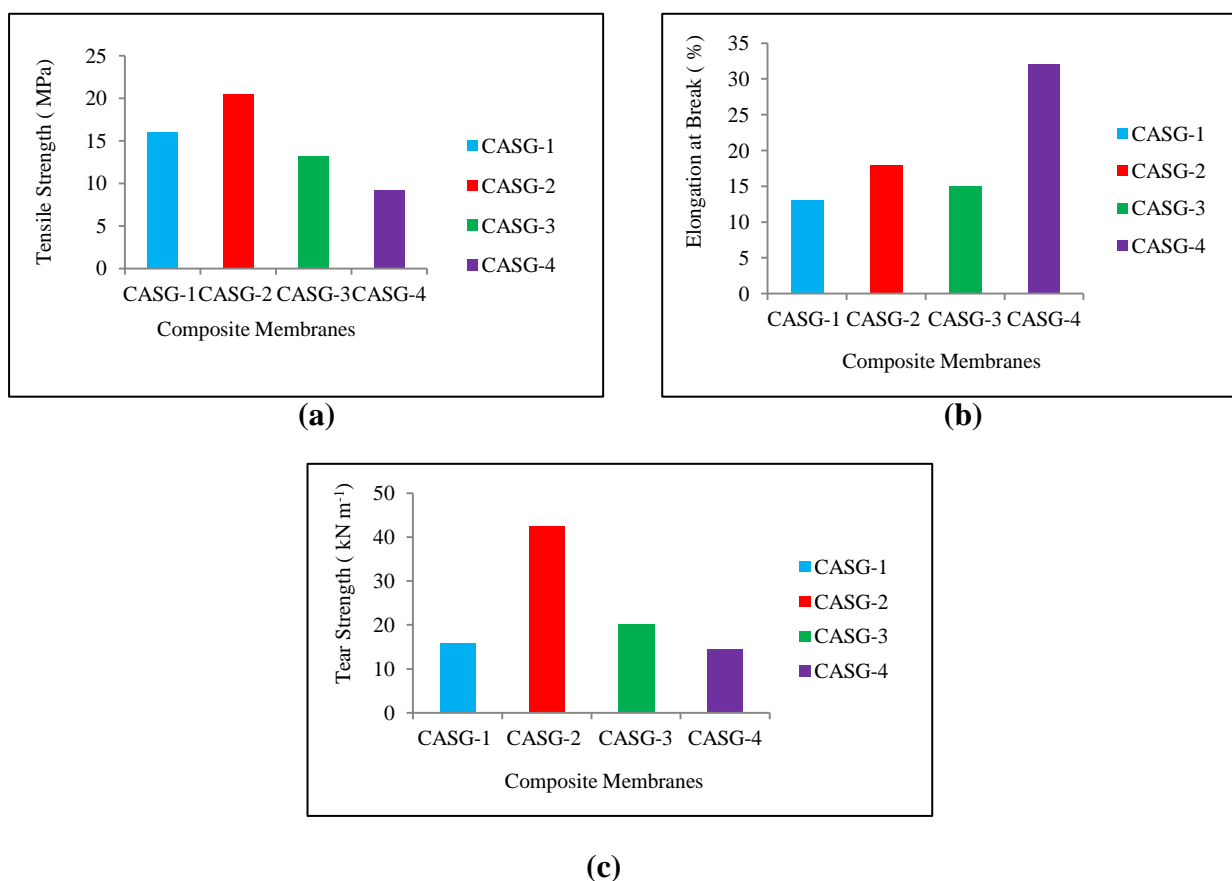 Tensile Strength ( MPa)
25
20
15
10
5
0
CASG-1 CASG-2 CASG-3 CASG-4
Composite Membranes
CASG-1
CASG-2
CASG-3
CASG-4
(a)
Elongation at Break ( %)
35
30
25
20
15
10
5
0
CASG-1 CASG-2 CASG-3 CASG-4
Composite Membranes
CASG-1
CASG-2
CASG-3
CASG-4
(b)
Tear Strength ( kN m⁻¹)
50
40
30
20
10
0
CASG-1 CASG-2 CASG-3 CASG-4
Composite Membranes
CASG-1
CASG-2
CASG-3
CASG-4
(c)